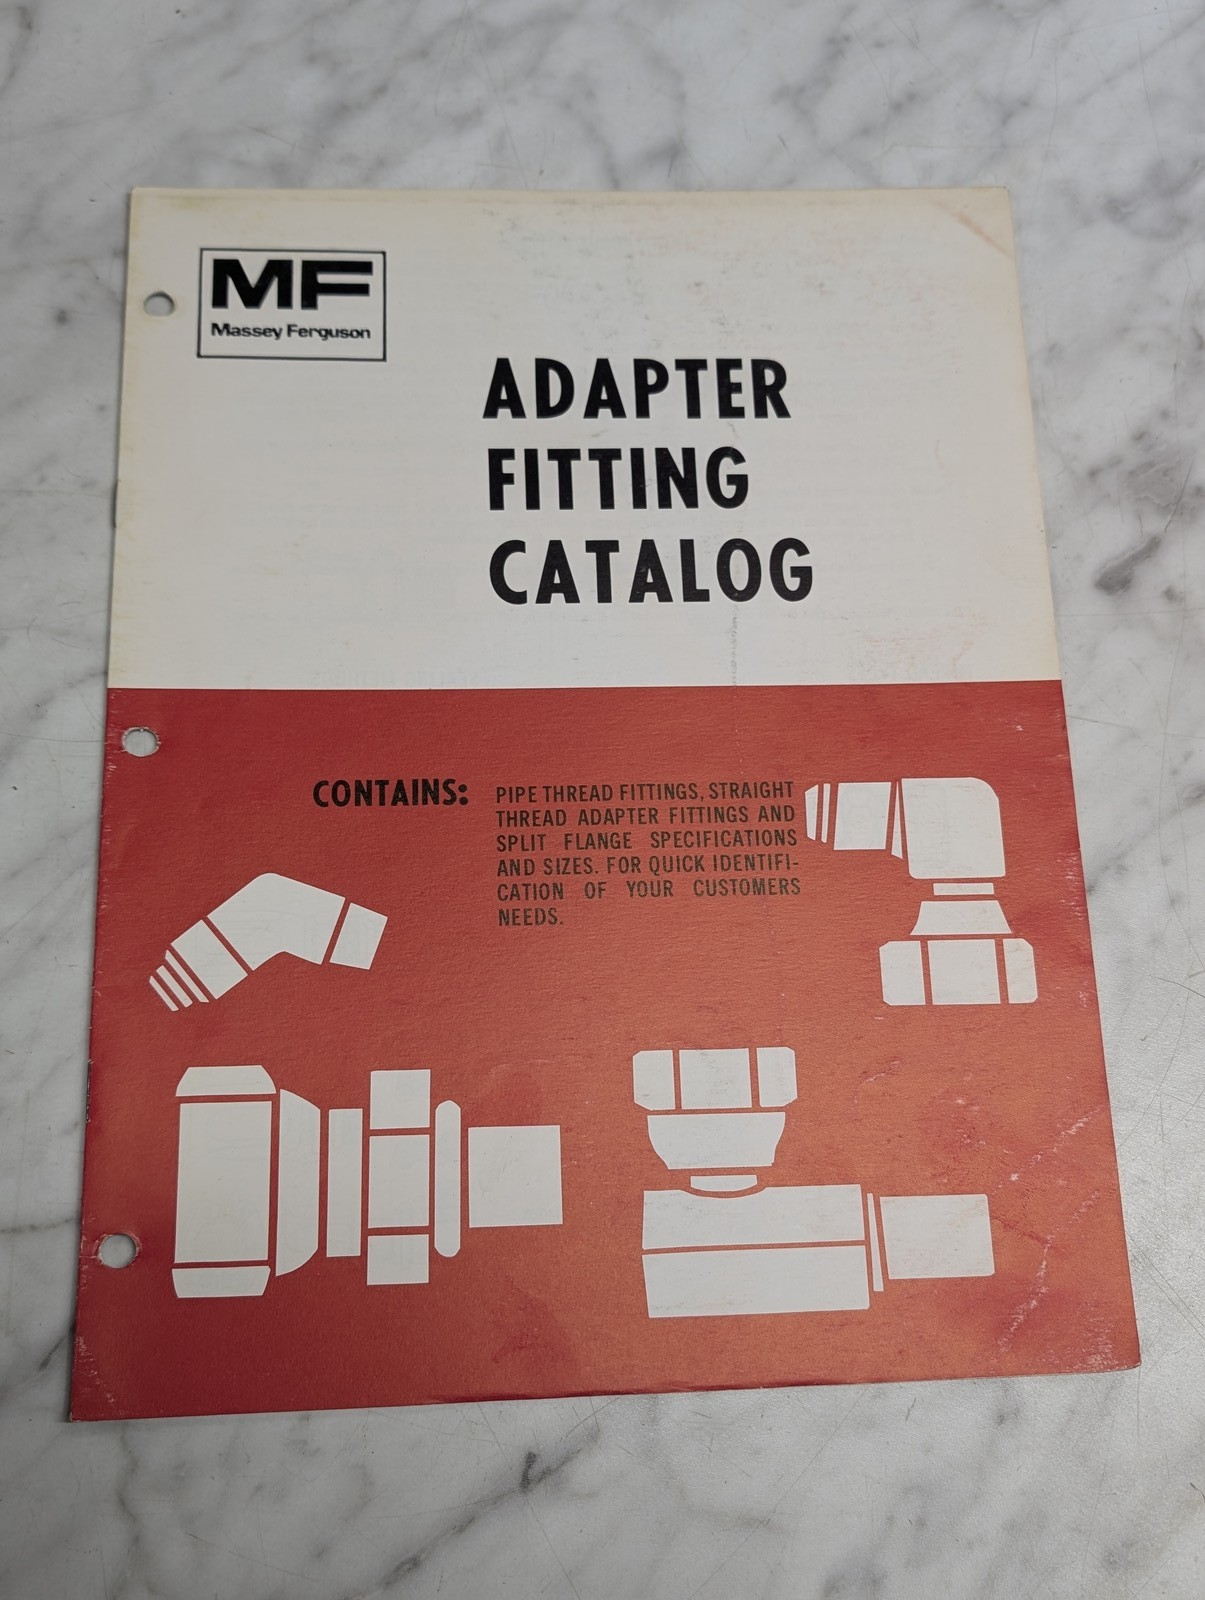 MF
Massey Ferguson
ADAPTER
FITTING
CATALOG
CONTAINS:
PIPE THREAD FITTINGS, STRAIGHT
THREAD ADAPTER FITTINGS AND
SPLIT FLANGE SPECIFICATIONS
AND SIZES. FOR QUICK IDENTIFI-
CATION OF YOUR CUSTOMERS
NEEDS.